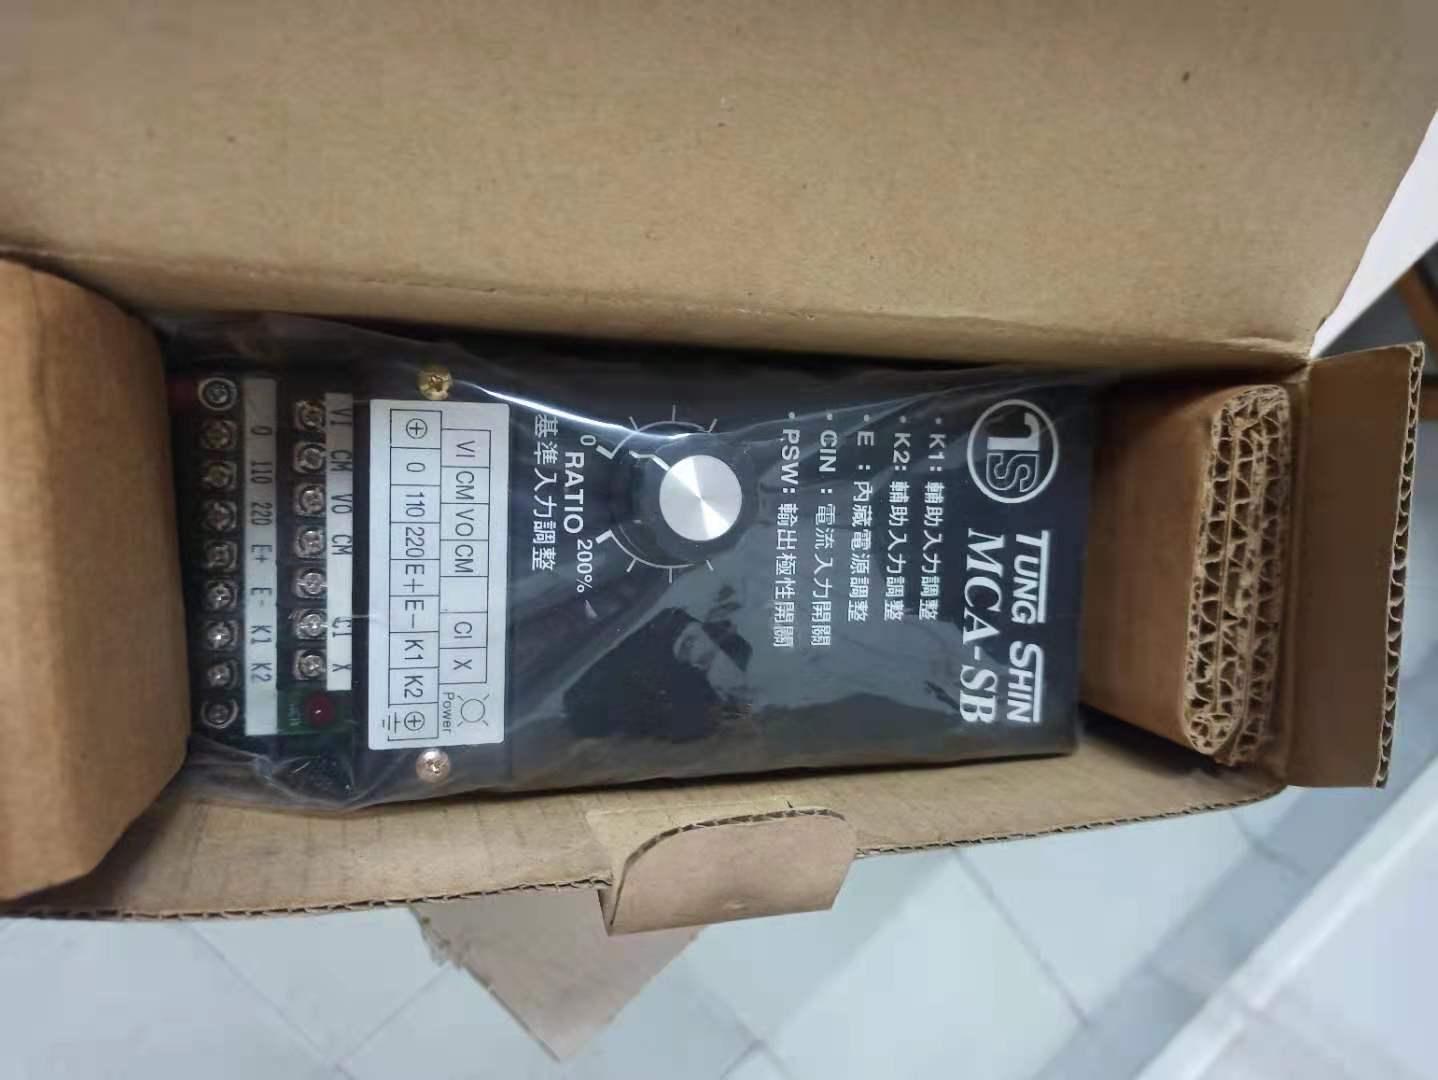 TS
TUNG SHIN
MCA-SB
・K1：輔助入力調整
・K2：輔助入力調整
・E：內藏電源調整
・CIN：電流入力開關
・PSW：輸出極性開關
0 RATIO 200%
基準入力調整
VI CM VO CM CI X
Power
0 110 220 E+ E- K1 K2
VI CM VO CM CI X
0 110 220 E+ E- K1 K2